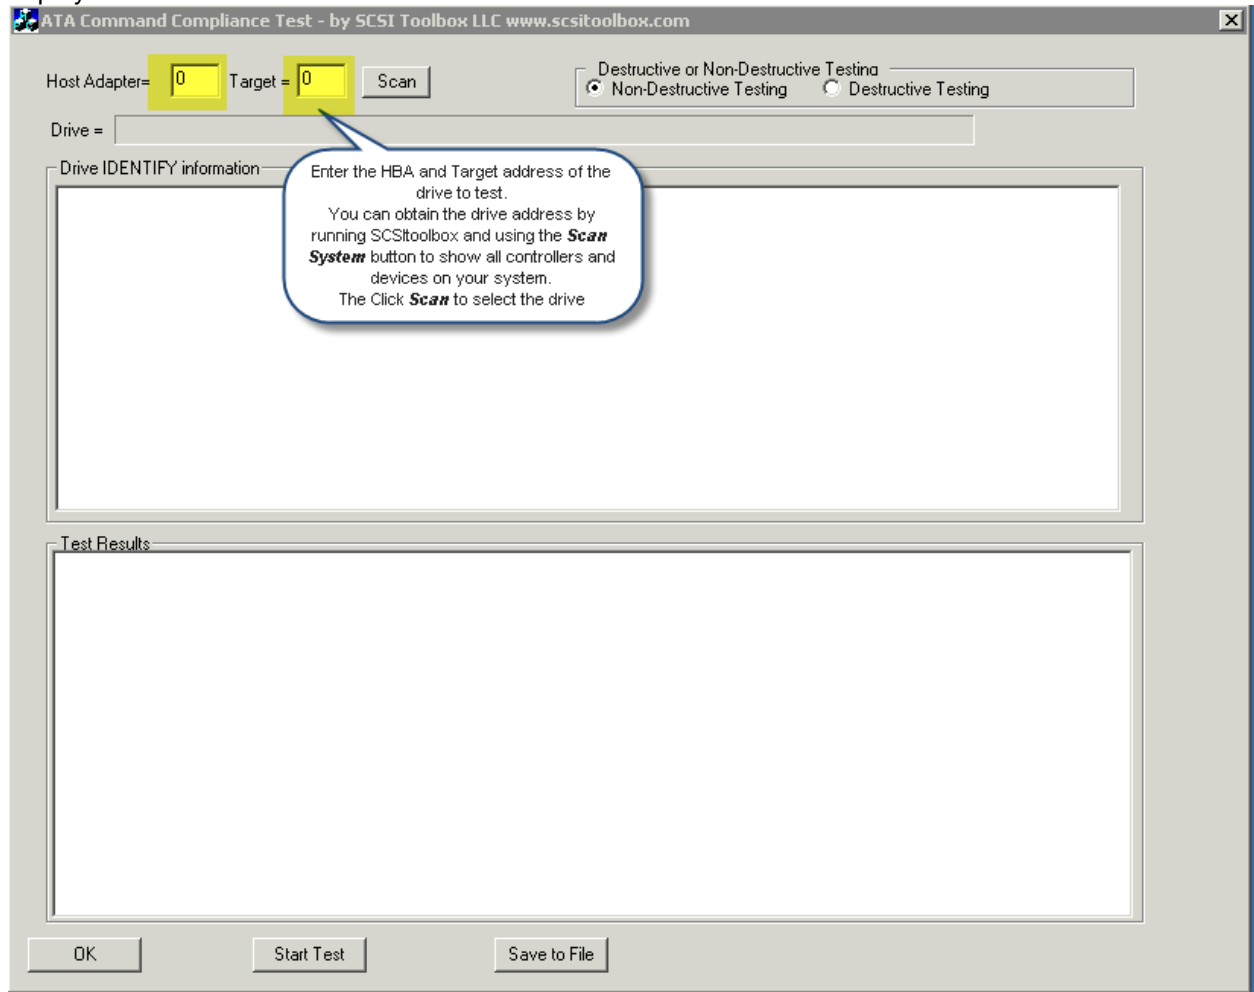 ATA Command Compliance Test - by SCSI Toolbox LLC www.scsitoolbox.com
Host Adapter= 0 Target = 0 Scan
Destructive or Non-Destructive Testing
Non-Destructive Testing Destructive Testing
Drive =
Drive IDENTIFY information
Enter the HBA and Target address of the
drive to test.
You can obtain the drive address by
running SCSItoolbox and using the Scan
System button to show all controllers and
devices on your system.
The Click Scan to select the drive
Test Results
OK Start Test Save to File